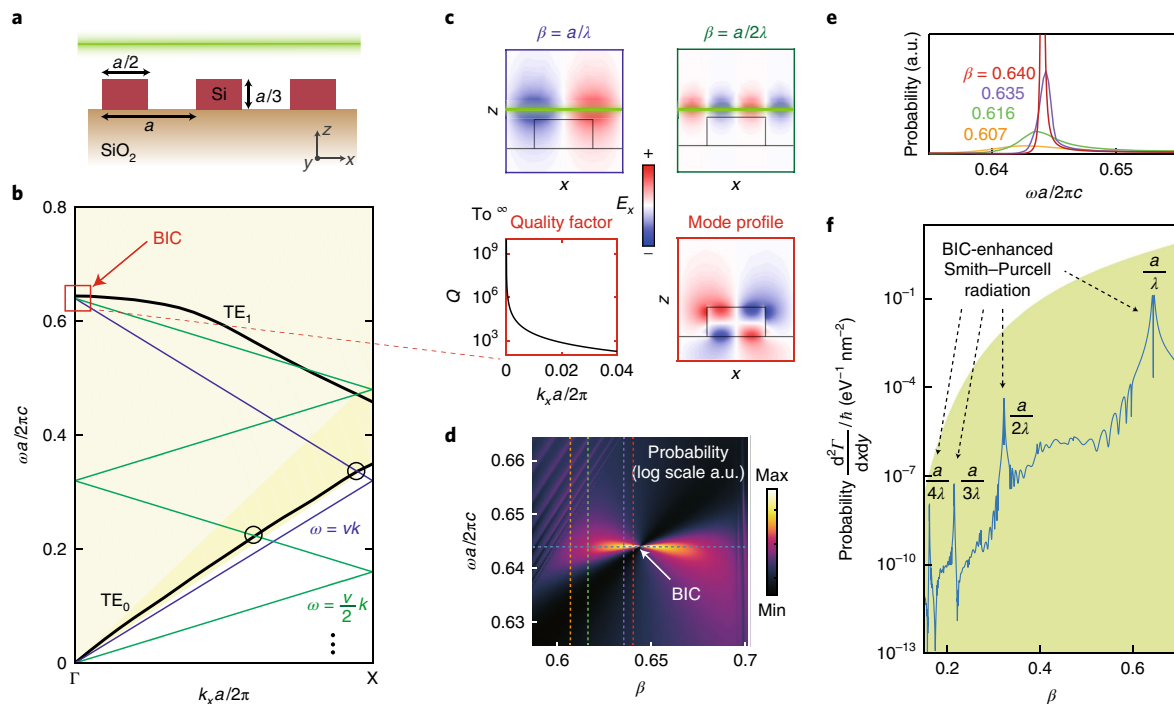 a
a/2
Si
a/3
a
SiO2
z
y
x
b
0.8
0.6
0.4
0.2
0
ωa/2πc
BIC
TE1
TE0
ω = vk
ω = v/2 k
Γ
X
kxa/2π
c
β = a/λ
β = a/2λ
z
x
x
+
Ex
−
To ∞
Quality factor
Mode profile
10^9
10^6
10^3
Q
0
0.02
0.04
kxa/2π
z
x
d
Probability
(log scale a.u.)
Max
Min
0.66
0.65
0.64
0.63
ωa/2πc
BIC
0.6
0.65
0.7
β
e
Probability (a.u.)
β = 0.640
0.635
0.616
0.607
0.64
0.65
ωa/2πc
f
BIC-enhanced
Smith–Purcell
radiation
a/λ
a/2λ
a/4λ
a/3λ
10^−1
10^−4
10^−7
10^−10
10^−13
Probability d^2Γ/dxdy /ℏ (eV^−1 nm^−2)
0.2
0.4
0.6
β